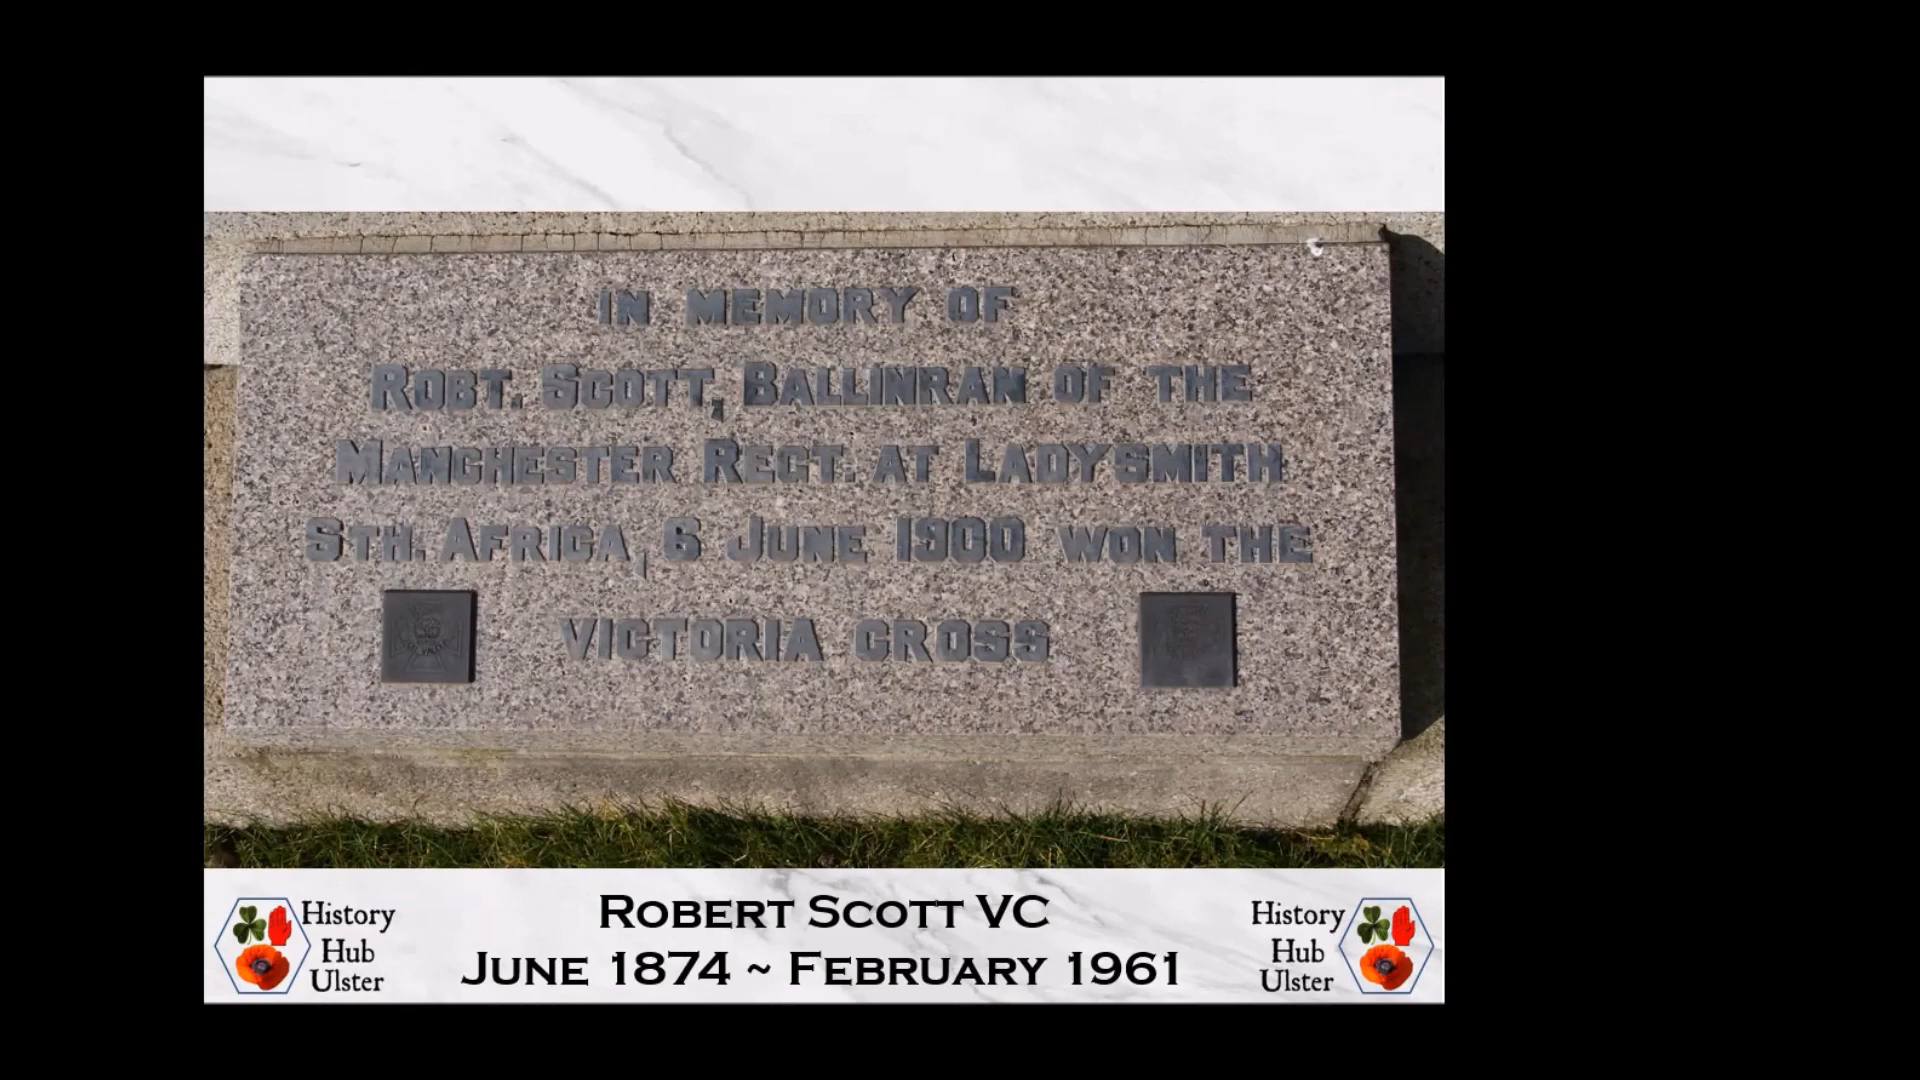 IN MEMORY OF
ROBT. SCOTT, BALLINRAN OF THE
MANCHESTER REGT. AT LADYSMITH
STH. AFRICA, 6 JUNE 1900 WON THE
VICTORIA CROSS
ROBERT SCOTT VC
JUNE 1874 ~ FEBRUARY 1961
History
Hub
Ulster
History
Hub
Ulster